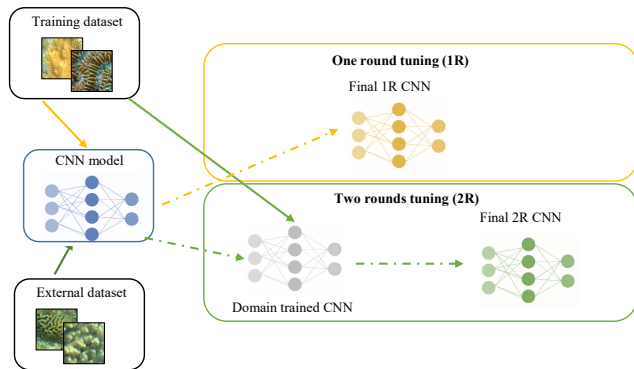 Training dataset
One round tuning (1R)
Final 1R CNN
CNN model
Two rounds tuning (2R)
Final 2R CNN
External dataset
Domain trained CNN